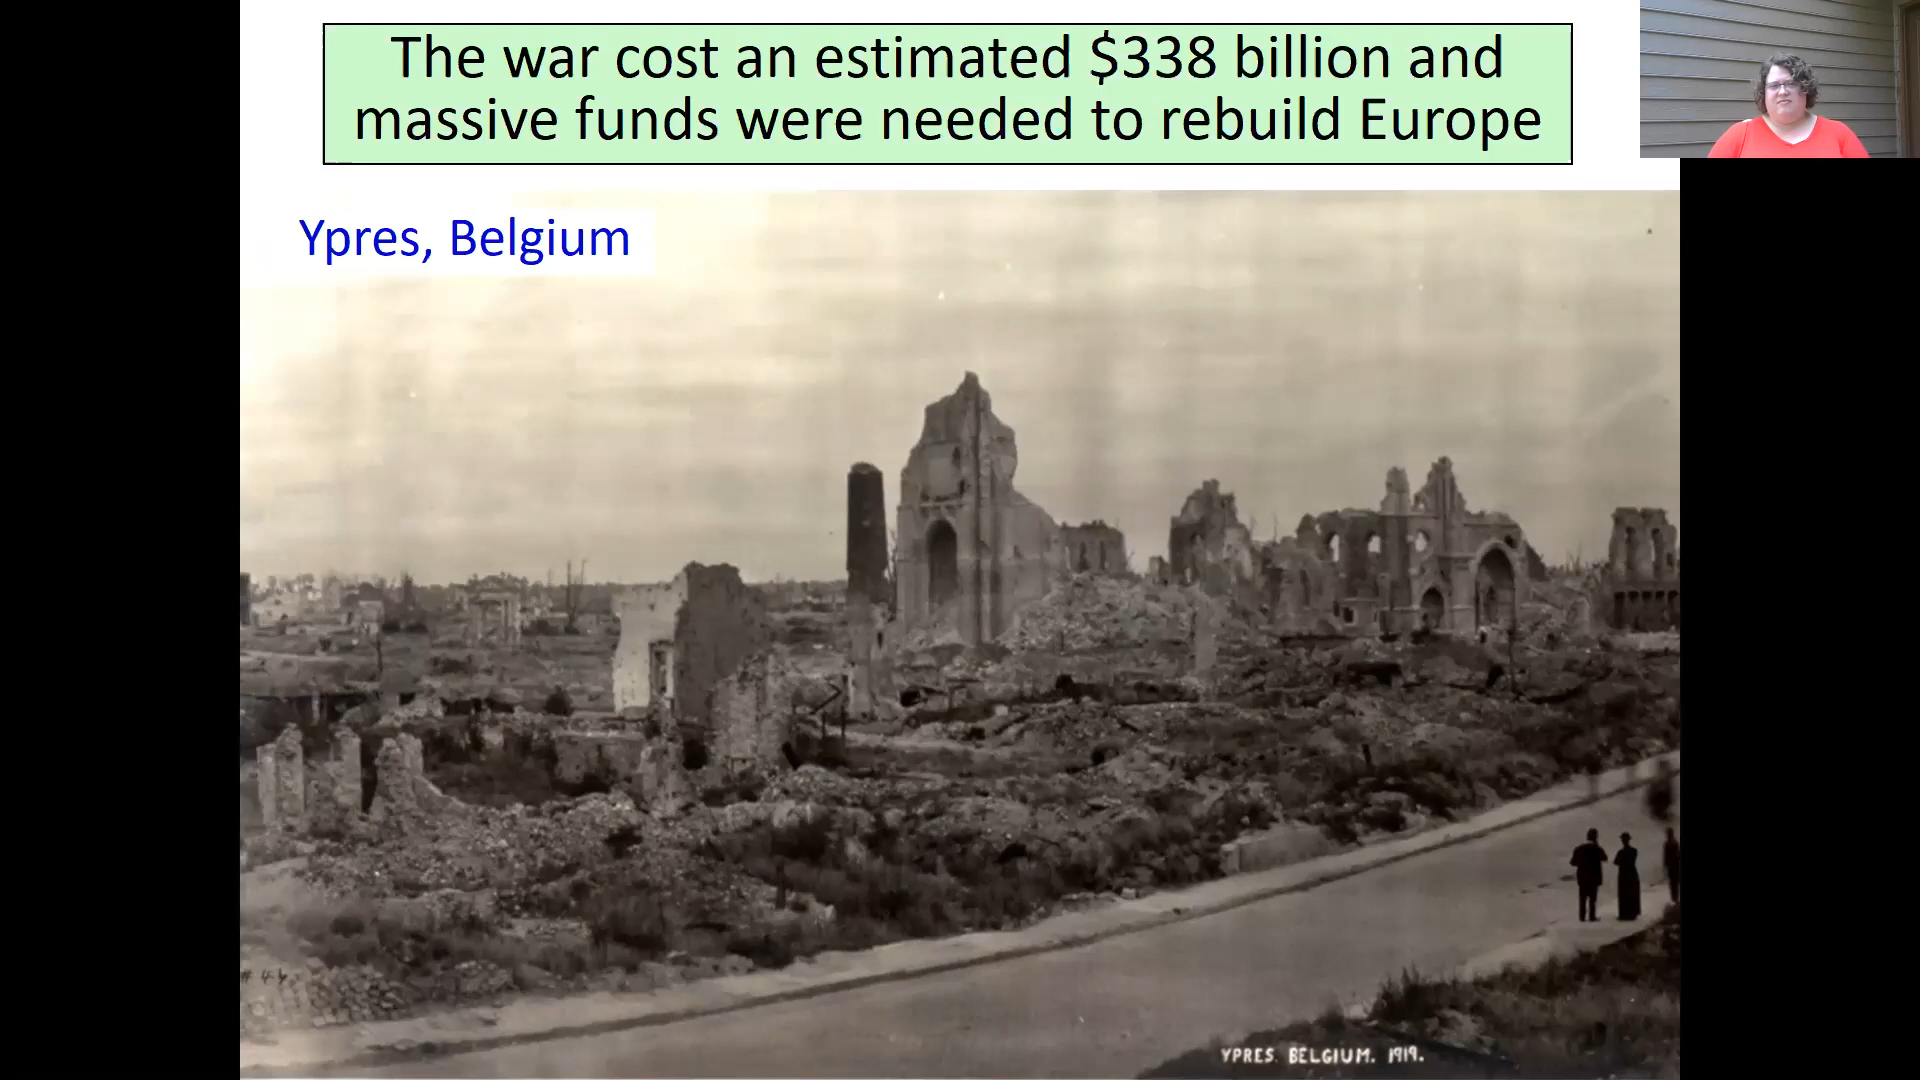 The war cost an estimated $338 billion and
massive funds were needed to rebuild Europe
Ypres, Belgium
# 44
YPRES. BELGIUM. 1919.